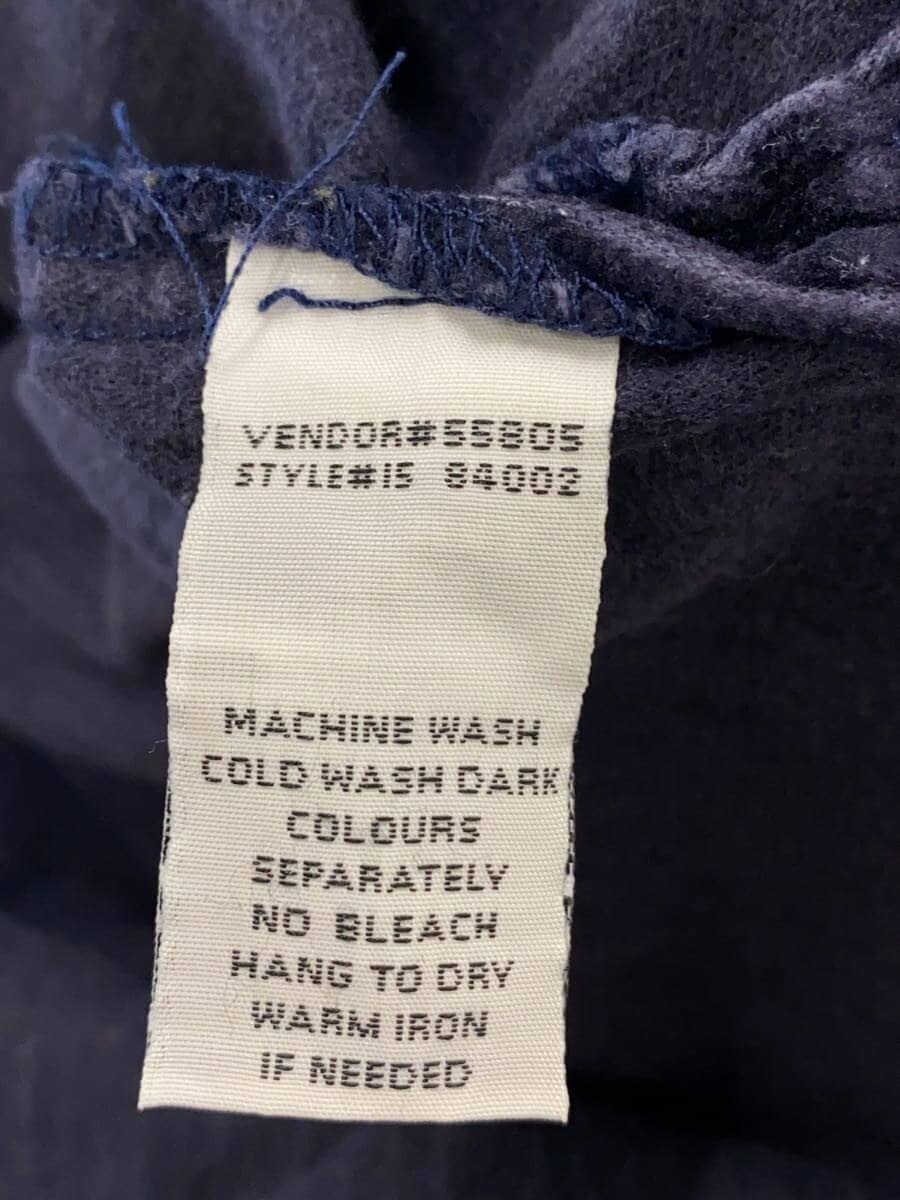 VENDOR#55805
STYLE#IS 84002
MACHINE WASH
COLD WASH DARK
COLOURS
SEPARATELY
NO BLEACH
HANG TO DRY
WARM IRON
IF NEEDED